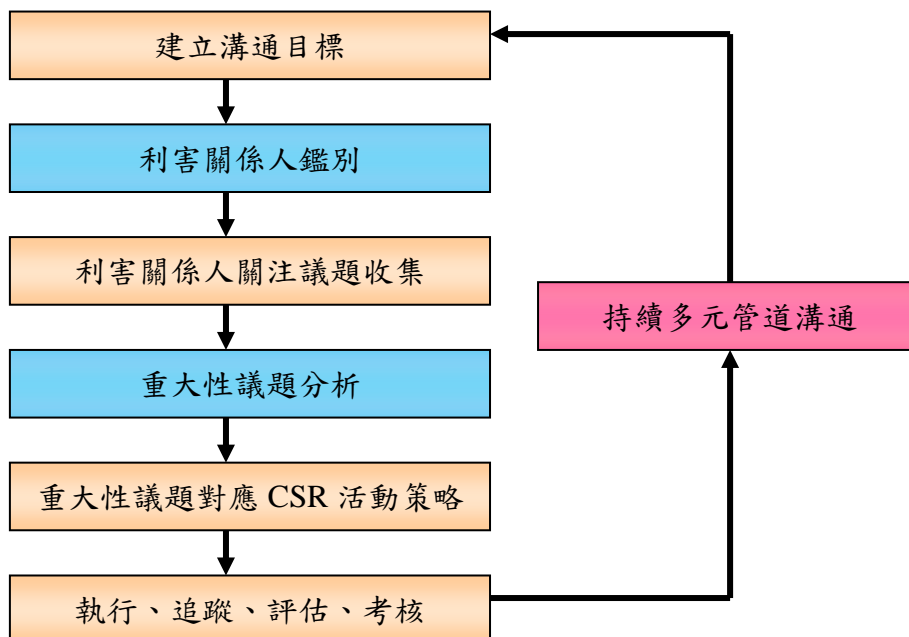 建立溝通目標
利害關係人鑑別
利害關係人關注議題收集
重大性議題分析
重大性議題對應 CSR 活動策略
執行、追蹤、評估、考核
持續多元管道溝通